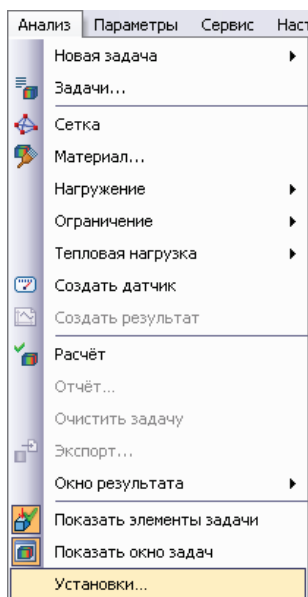 Анализ Параметры Сервис Наст
Новая задача
Задачи...
Сетка
Материал...
Нагружение
Ограничение
Тепловая нагрузка
Создать датчик
Создать результат
Расчёт
Отчёт...
Очистить задачу
Экспорт...
Окно результата
Показать элементы задачи
Показать окно задач
Установки...